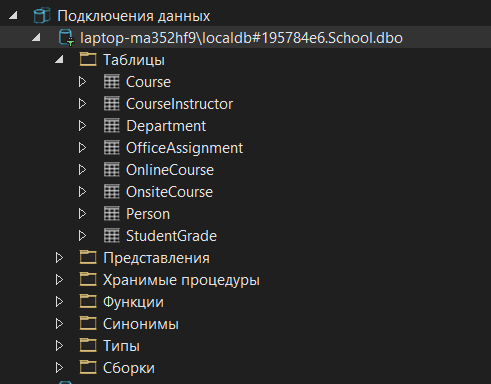 Подключения данных
laptop-ma352hf9\localdb#195784e6.School.dbo
Таблицы
Course
CourseInstructor
Department
OfficeAssignment
OnlineCourse
OnsiteCourse
Person
StudentGrade
Представления
Хранимые процедуры
Функции
Синонимы
Типы
Сборки